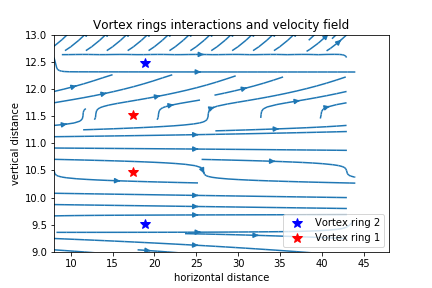 Vortex rings interactions and velocity field
13.0
12.5
12.0
11.5
11.0
10.5
10.0
9.5
9.0
vertical distance
Vortex ring 2
Vortex ring 1
10 15 20 25 30 35 40 45
horizontal distance